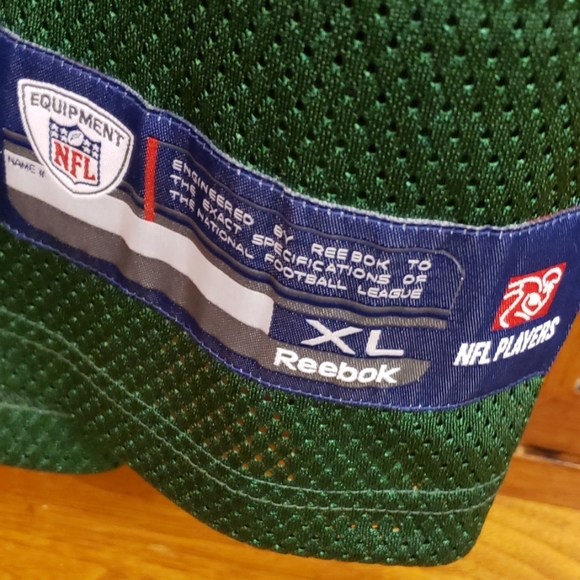 EQUIPMENT
NFL
NAME #
ENGINEERED BY REEBOK TO
THE EXACT SPECIFICATIONS OF
THE NATIONAL FOOTBALL LEAGUE
XL
Reebok
NFL PLAYERS